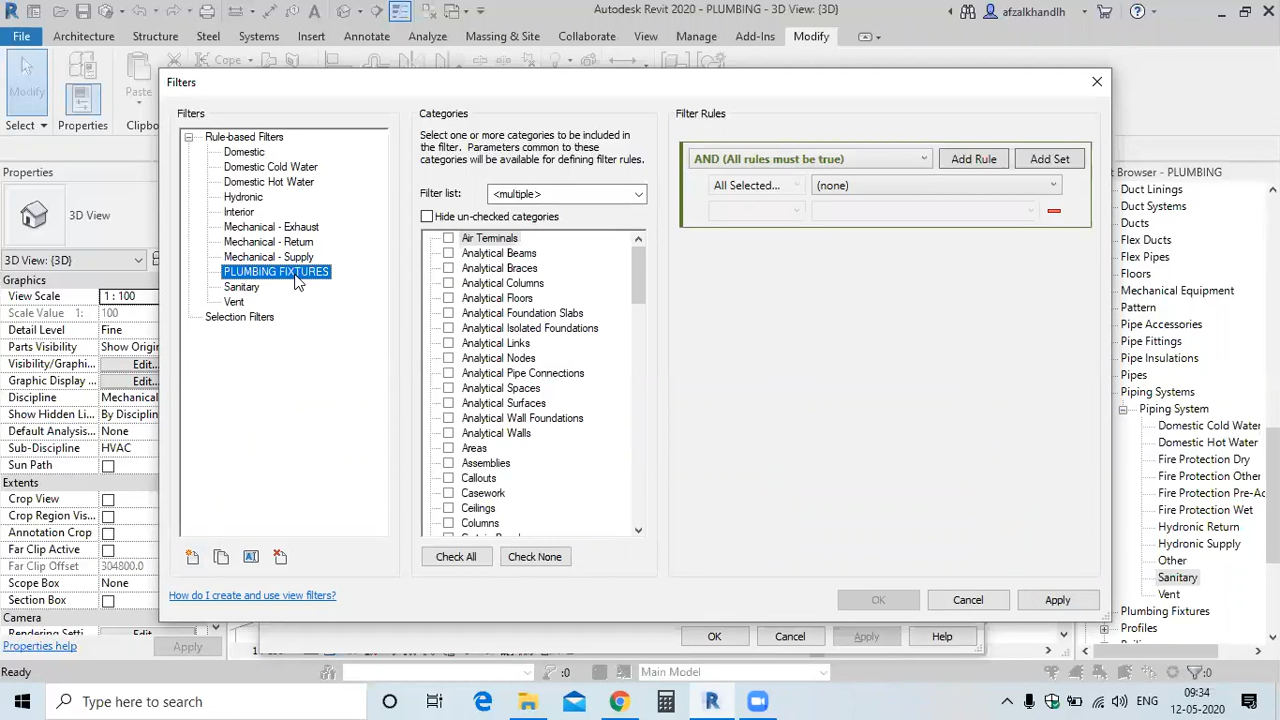 Autodesk Revit 2020 - PLUMBING - 3D View: {3D}
afzalkhandlh
File Architecture Structure Steel Systems Insert Annotate Analyze Massing & Site Collaborate View Manage Add-Ins Modify
Modify
Select
Properties
Paste
Clipbo
Cope
Properties
3D View
3D View: {3D}
Graphics
View Scale 1 : 100
Scale Value 1: 100
Detail Level Fine
Parts Visibility Show Origin
Visibility/Graphi... Edit..
Graphic Display ... Edit..
Discipline Mechanical
Show Hidden Li... By Disciplin
Default Analysis... None
Sub-Discipline HVAC
Sun Path
Extents
Crop View
Crop Region Vis...
Annotation Crop
Far Clip Active
Far Clip Offset 304800.0
Scope Box None
Section Box
Camera
Rendering Setti... Edit
Properties help Apply
Filters
Filters
Rule-based Filters
Domestic
Domestic Cold Water
Domestic Hot Water
Hydronic
Interior
Mechanical - Exhaust
Mechanical - Return
Mechanical - Supply
PLUMBING FIXTURES
Sanitary
Vent
Selection Filters
How do I create and use view filters?
Categories
Select one or more categories to be included in
the filter. Parameters common to these
categories will be available for defining filter rules.
Filter list: <multiple>
Hide un-checked categories
Air Terminals
Analytical Beams
Analytical Braces
Analytical Columns
Analytical Floors
Analytical Foundation Slabs
Analytical Isolated Foundations
Analytical Links
Analytical Nodes
Analytical Pipe Connections
Analytical Spaces
Analytical Surfaces
Analytical Wall Foundations
Analytical Walls
Areas
Assemblies
Callouts
Casework
Ceilings
Columns
Check All Check None
Filter Rules
AND (All rules must be true) Add Rule Add Set
All Selected... (none)
OK Cancel Apply
OK Cancel Apply Help
t Browser - PLUMBING
Duct Linings
Duct Systems
Ducts
Flex Ducts
Flex Pipes
Floors
Mechanical Equipment
Pattern
Pipe Accessories
Pipe Fittings
Pipe Insulations
Pipes
Piping Systems
Piping System
Domestic Cold Water
Domestic Hot Water
Fire Protection Dry
Fire Protection Other
Fire Protection Pre-Ac
Fire Protection Wet
Hydronic Return
Hydronic Supply
Other
Sanitary
Vent
Plumbing Fixtures
Profiles
Ready
:0
Main Model
:0
Type here to search
ENG
09:34
12-05-2020